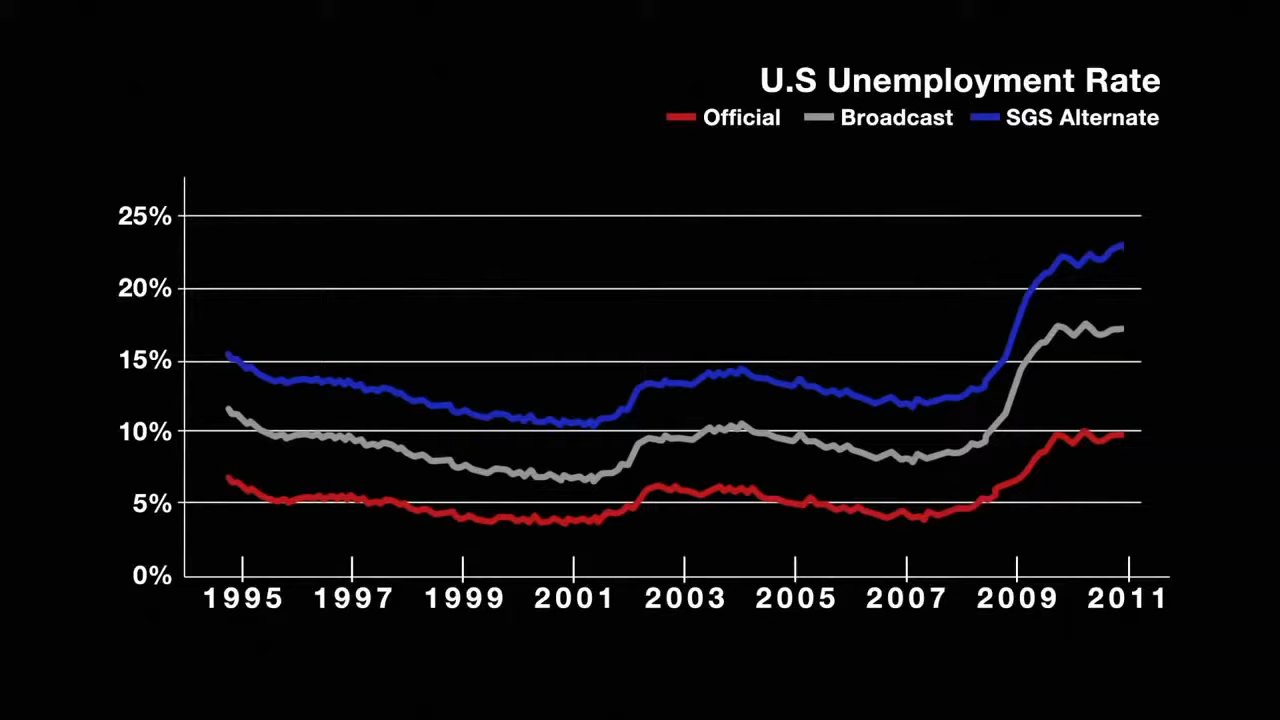 U.S Unemployment Rate
Official Broadcast SGS Alternate
25%
20%
15%
10%
5%
0%
1995 1997 1999 2001 2003 2005 2007 2009 2011